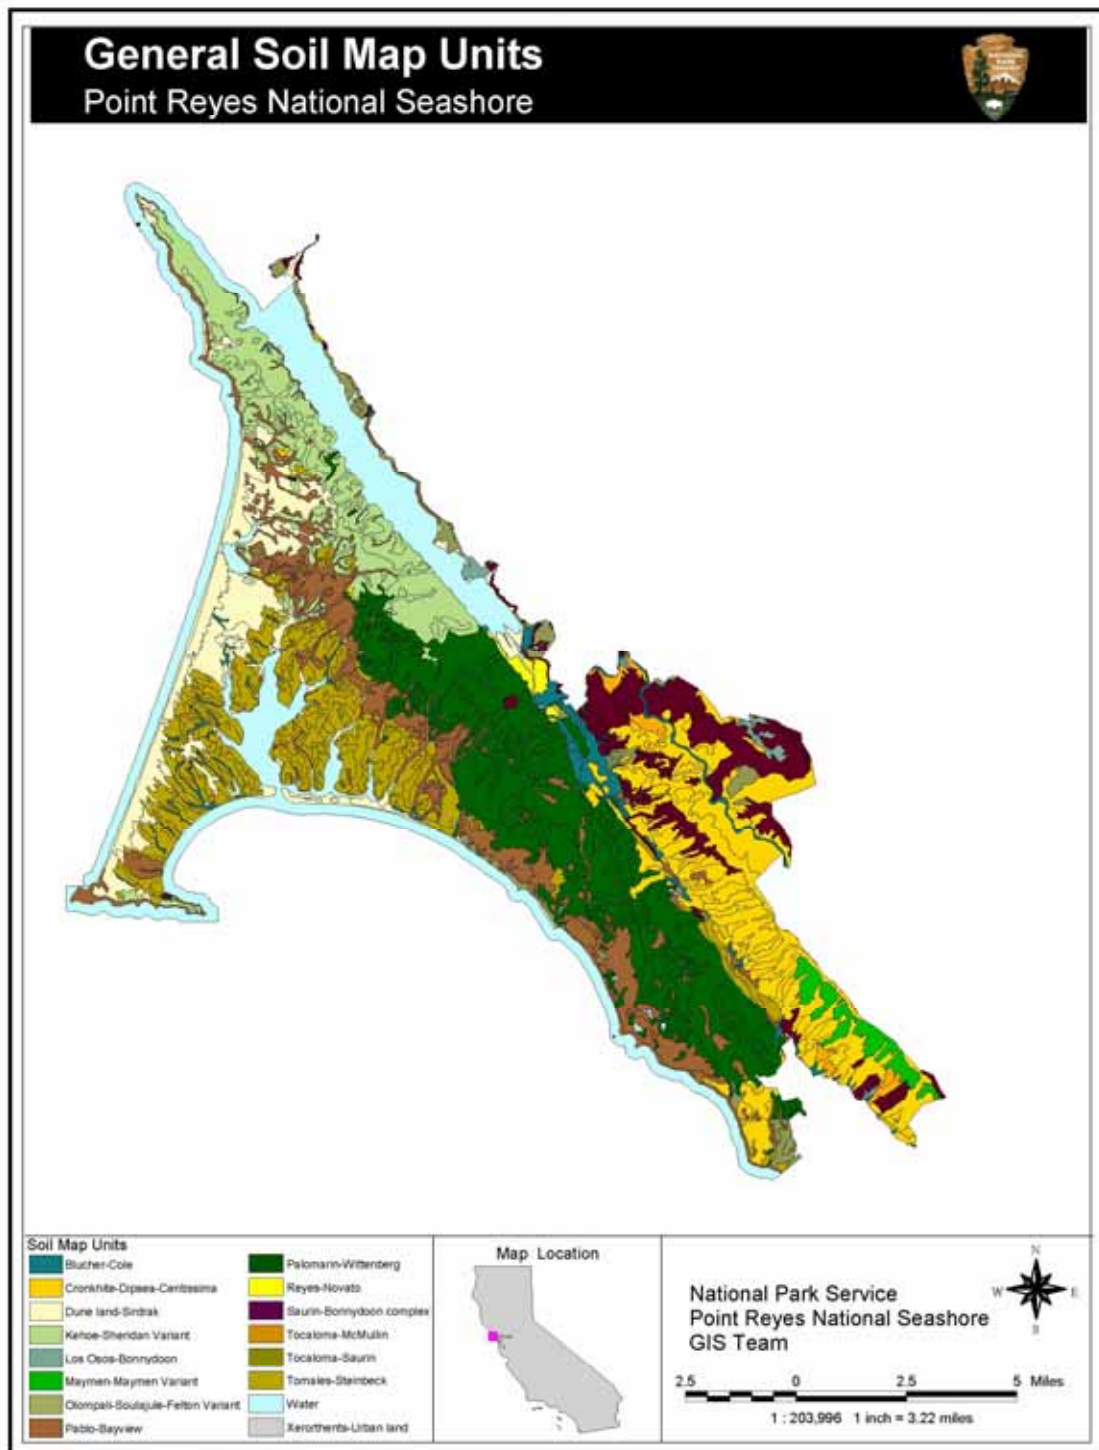 General Soil Map Units
Point Reyes National Seashore
NATIONAL
PARK
SERVICE
Soil Map Units
Blucher-Cole
Cronkhite-Dipsea-Centissima
Dune land-Sirdrak
Kehoe-Sheridan Variant
Los Osos-Bonnydoon
Maymen-Maymen Variant
Olompali-Soulajule-Felton Variant
Pablo-Bayview
Palomarin-Wittenberg
Reyes-Novato
Saurin-Bonnydoon complex
Tocaloma-McMullin
Tocaloma-Saurin
Tomales-Steinbeck
Water
Xerorthents-Urban land
Map Location
National Park Service
Point Reyes National Seashore
GIS Team
N
W E
S
2.5 0 2.5 5 Miles
1 : 203,996 1 inch = 3.22 miles